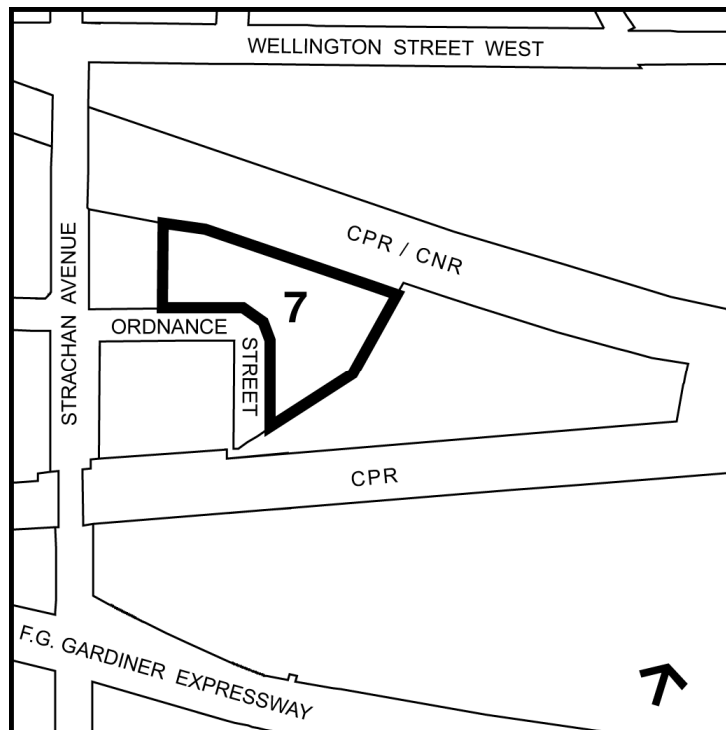 WELLINGTON STREET WEST
CPR / CNR
STRACHAN AVENUE
7
ORDNANCE
STREET
CPR
F.G. GARDINER EXPRESSWAY